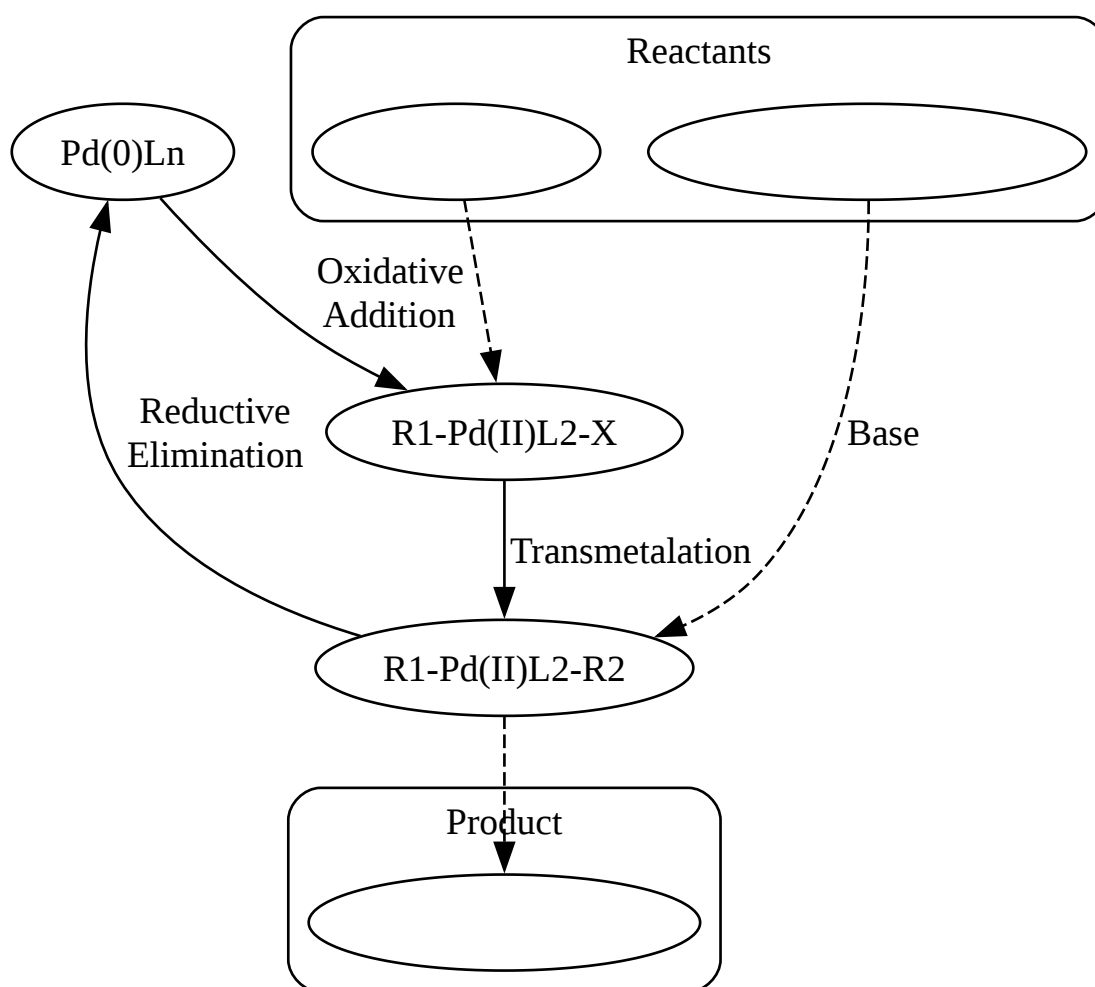 Reactants
Pd(0)Ln
Oxidative
Addition
Reductive
Elimination
R1-Pd(II)L2-X
Base
Transmetalation
R1-Pd(II)L2-R2
Product